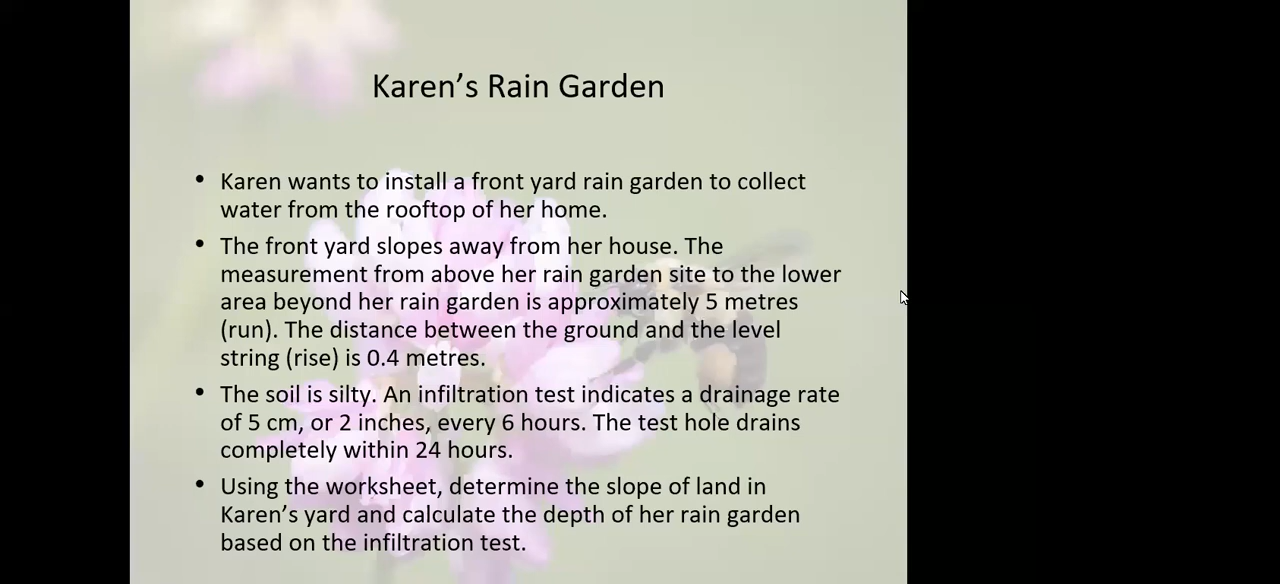 Karen’s Rain Garden
• Karen wants to install a front yard rain garden to collect
water from the rooftop of her home.
• The front yard slopes away from her house. The
measurement from above her rain garden site to the lower
area beyond her rain garden is approximately 5 metres
(run). The distance between the ground and the level
string (rise) is 0.4 metres.
• The soil is silty. An infiltration test indicates a drainage rate
of 5 cm, or 2 inches, every 6 hours. The test hole drains
completely within 24 hours.
• Using the worksheet, determine the slope of land in
Karen’s yard and calculate the depth of her rain garden
based on the infiltration test.